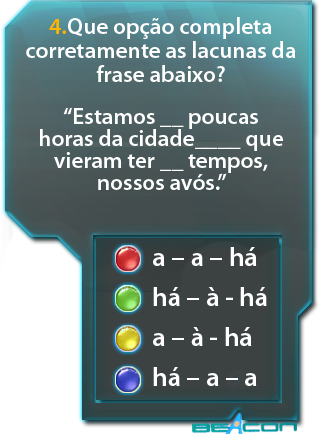 4.Que opção completa
corretamente as lacunas da
frase abaixo?
“Estamos __ poucas
horas da cidade____ que
vieram ter __ tempos,
nossos avós.”
a – a – há
há – à - há
a – à - há
há – a – a
BEACON